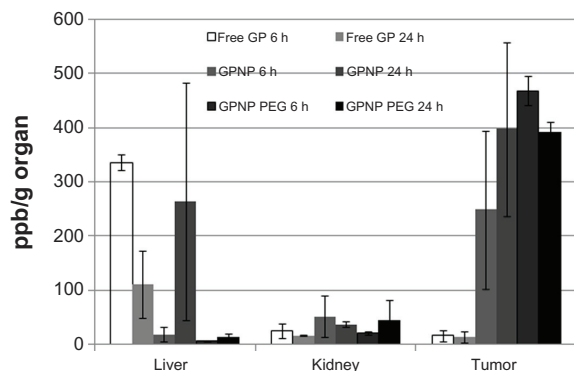 600
Free GP 6 h Free GP 24 h
500
GPNP 6 h GPNP 24 h
GPNP PEG 6 h GPNP PEG 24 h
400
300
200
100
0
ppb/g organ
Liver Kidney Tumor